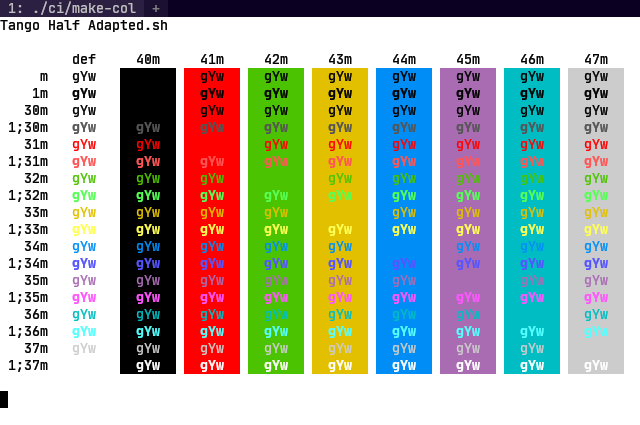 1: ./ci/make-col +
Tango Half Adapted.sh
def 40m 41m 42m 43m 44m 45m 46m 47m
m gYw gYw gYw gYw gYw gYw gYw gYw
1m gYw gYw gYw gYw gYw gYw gYw gYw
30m gYw gYw gYw gYw gYw gYw gYw gYw
1;30m gYw gYw gYw gYw gYw gYw gYw gYw gYw
31m gYw gYw gYw gYw gYw gYw gYw gYw
1;31m gYw gYw gYw gYw gYw gYw gYw gYw gYw
32m gYw gYw gYw gYw gYw gYw gYw gYw
1;32m gYw gYw gYw gYw gYw gYw gYw gYw gYw
33m gYw gYw gYw gYw gYw gYw gYw gYw
1;33m gYw gYw gYw gYw gYw gYw gYw gYw gYw
34m gYw gYw gYw gYw gYw gYw gYw gYw
1;34m gYw gYw gYw gYw gYw gYw gYw gYw gYw
35m gYw gYw gYw gYw gYw gYw gYw gYw
1;35m gYw gYw gYw gYw gYw gYw gYw gYw gYw
36m gYw gYw gYw gYw gYw gYw gYw gYw
1;36m gYw gYw gYw gYw gYw gYw gYw gYw gYw
37m gYw gYw gYw gYw gYw gYw gYw gYw
1;37m gYw gYw gYw gYw gYw gYw gYw gYw